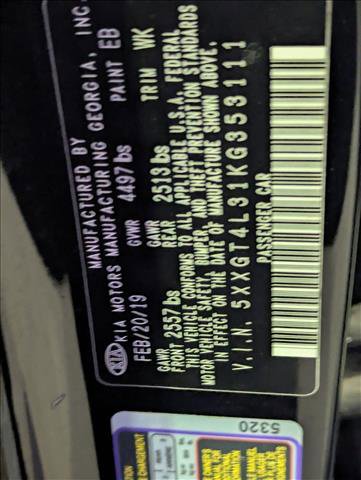 KIA
MANUFACTURED BY
KIA MOTORS MANUFACTURING GEORGIA, INC.
FEB/20/19 GVWR 4497 lbs PAINT EB
GAWR FRONT 2557 lbs GAWR REAR 2513 lbs TRIM WK
THIS VEHICLE CONFORMS TO ALL APPLICABLE U.S.A. FEDERAL
MOTOR VEHICLE SAFETY, BUMPER, AND THEFT PREVENTION STANDARDS
IN EFFECT ON THE DATE OF MANUFACTURE SHOWN ABOVE.
V.I.N. 5XXGT4L31KG353111
PASSENGER CAR
5320